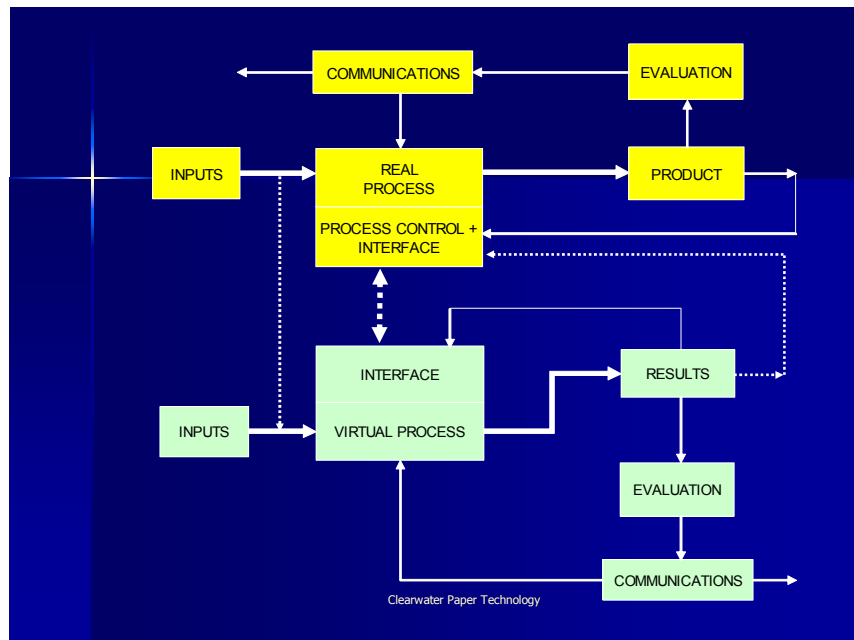 COMMUNICATIONS
EVALUATION
INPUTS
REAL
PROCESS
PRODUCT
PROCESS CONTROL +
INTERFACE
INTERFACE
RESULTS
INPUTS
VIRTUAL PROCESS
EVALUATION
COMMUNICATIONS
Clearwater Paper Technology